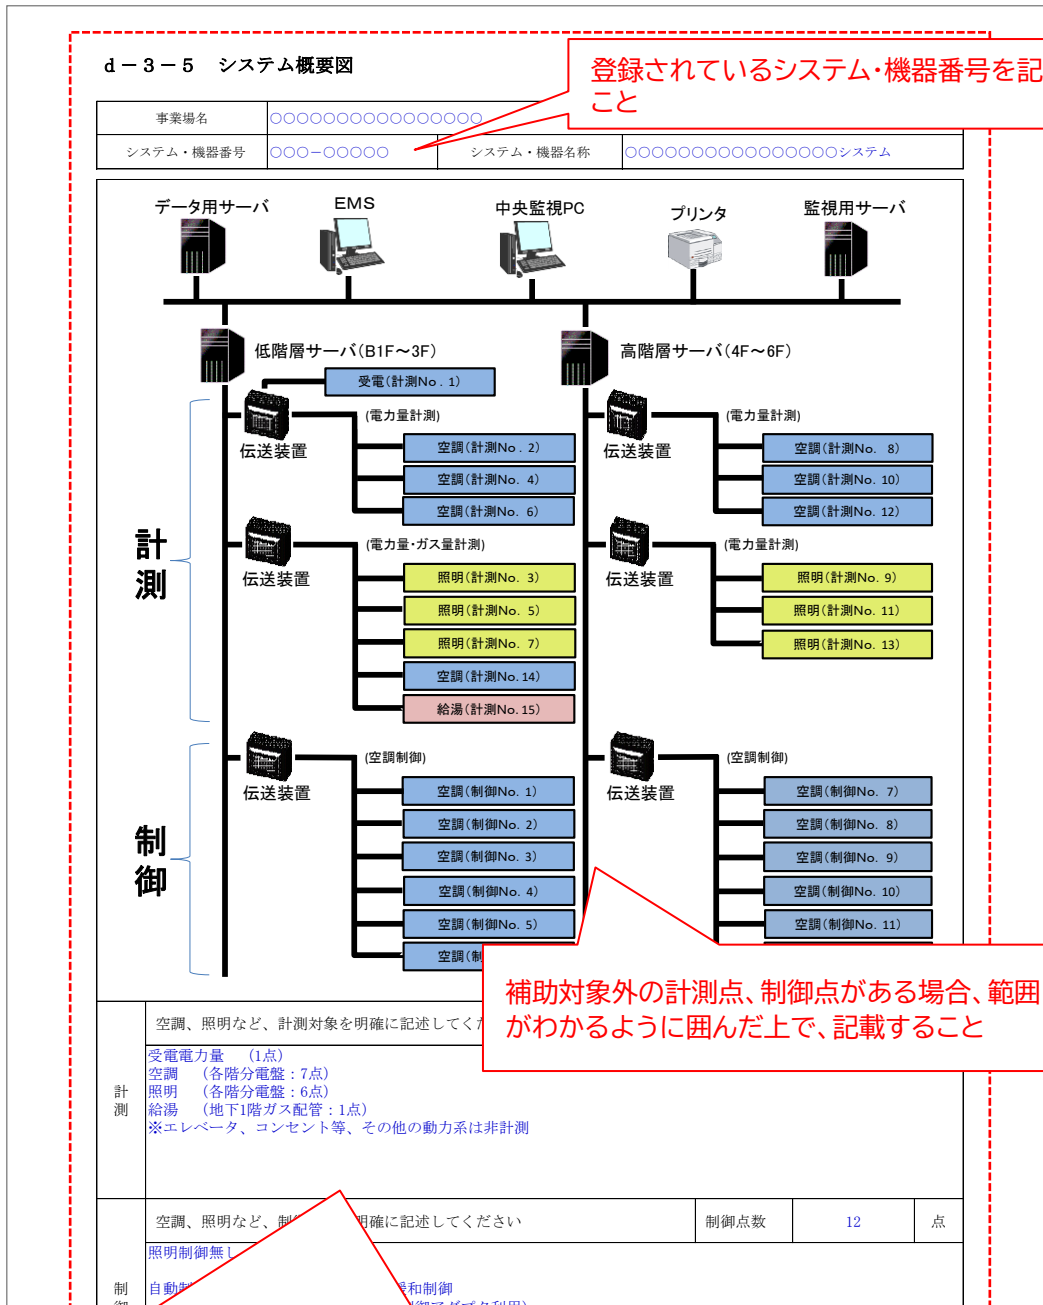 d－3－5　システム概要図
登録されているシステム・機器番号を記
こと
事業場名 ○○○○○○○○○○○○○○○○
システム・機器番号 ○○○－○○○○○ システム・機器名称 ○○○○○○○○○○○○○○○○システム
データ用サーバ EMS 中央監視PC プリンタ 監視用サーバ
低階層サーバ(B1F～3F) 高階層サーバ(4F～6F)
受電(計測No. 1)
(電力量計測) (電力量計測)
伝送装置 空調(計測No. 2) 伝送装置 空調(計測No. 8)
空調(計測No. 4) 空調(計測No. 10)
空調(計測No. 6) 空調(計測No. 12)
計測
(電力量・ガス量計測) (電力量計測)
伝送装置 照明(計測No. 3) 伝送装置 照明(計測No. 9)
照明(計測No. 5) 照明(計測No. 11)
照明(計測No. 7) 照明(計測No. 13)
空調(計測No. 14)
給湯(計測No. 15)
(空調制御) (空調制御)
伝送装置 空調(制御No. 1) 伝送装置 空調(制御No. 7)
空調(制御No. 2) 空調(制御No. 8)
制御
空調(制御No. 3) 空調(制御No. 9)
空調(制御No. 4) 空調(制御No. 10)
空調(制御No. 5) 空調(制御No. 11)
空調(制
補助対象外の計測点、制御点がある場合、範囲
がわかるように囲んだ上で、記載すること
計測
空調、照明など、計測対象を明確に記述してくだ
受電電力量　（1点）
空調　（各階分電盤：7点）
照明　（各階分電盤：6点）
給湯　（地下1階ガス配管：1点）
※エレベータ、コンセント等、その他の動力系は非計測
空調、照明など、制 明確に記述してください 制御点数 12 点
照明制御無し
制 自動制 緩和制御